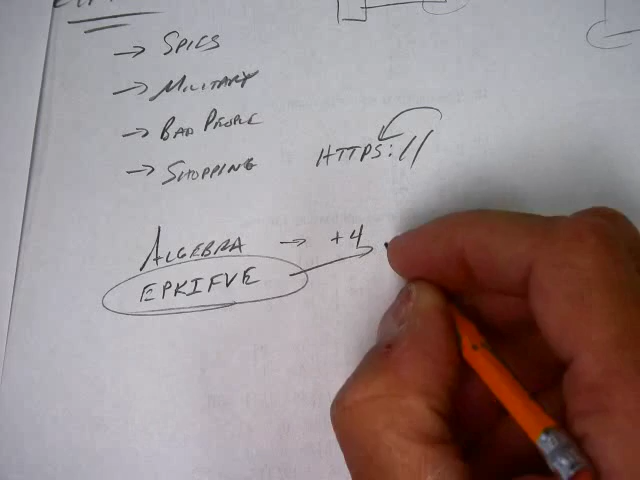 → SPIES
→ MILITARY
→ BAD PEOPLE
→ SHOPPING
HTTPS://
ALGEBRA → +4
EPKIFVE